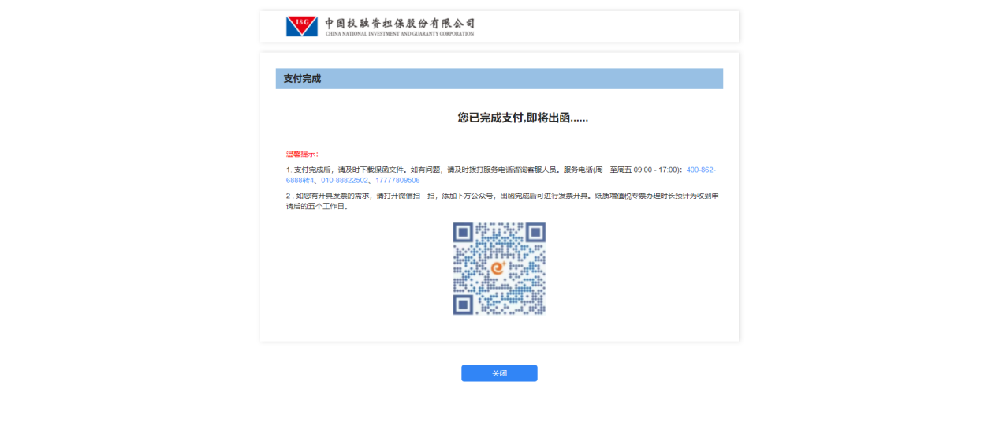 I&G
中国投融资担保股份有限公司
CHINA NATIONAL INVESTMENT AND GUARANTY CORPORATION
支付完成
您已完成支付,即将出函......
温馨提示：
1. 支付完成后，请及时下载保函文件。如有问题，请及时拨打服务电话咨询客服人员。服务电话(周一至周五 09:00 - 17:00)：400-862-
6888转4、010-88822502、17777809506
2 . 如您有开具发票的需求，请打开微信扫一扫，添加下方公众号，出函完成后可进行发票开具。纸质增值税专票办理时长预计为收到申
请后的五个工作日。
关闭